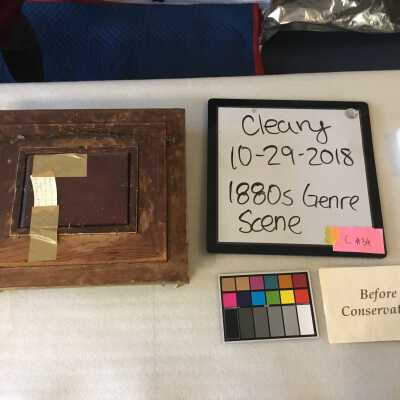 Cleary
10-29-2018
1880s Genre
Scene
C #34
Before
Conservat